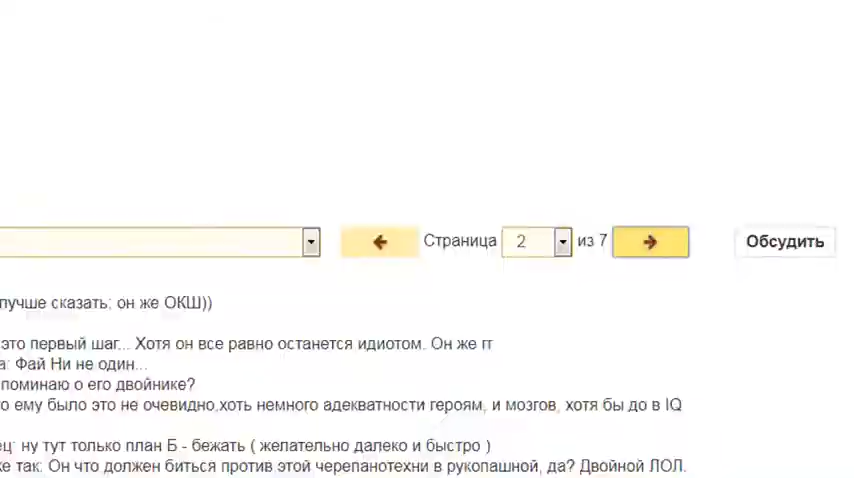 Страница 2 из 7 Обсудить
лучше сказать: он же ОКШ))
это первый шаг... Хотя он все равно останется идиотом. Он же гг
а: Фай Ни не один...
поминаю о его двойнике?
о ему было это не очевидно,хоть немного адекватности героям, и мозгов, хотя бы до в IQ
ец: ну тут только план Б - бежать ( желательно далеко и быстро )
же так: Он что должен биться против этой черепанотехни в рукопашной, да? Двойной ЛОЛ.